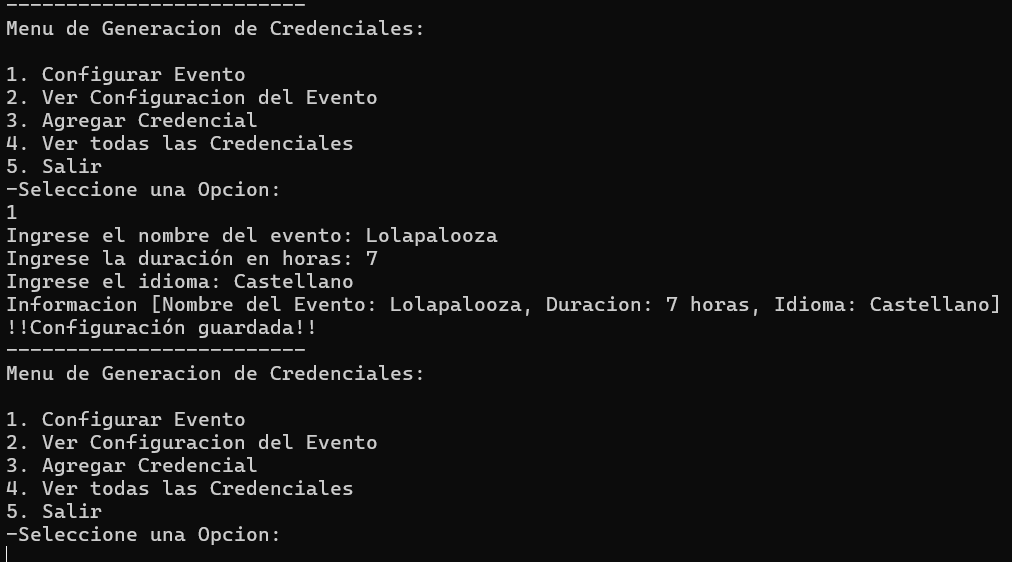 -------------------------
Menu de Generacion de Credenciales:
1. Configurar Evento
2. Ver Configuracion del Evento
3. Agregar Credencial
4. Ver todas las Credenciales
5. Salir
-Seleccione una Opcion:
1
Ingrese el nombre del evento: Lolapalooza
Ingrese la duración en horas: 7
Ingrese el idioma: Castellano
Informacion [Nombre del Evento: Lolapalooza, Duracion: 7 horas, Idioma: Castellano]
!!Configuración guardada!!
-------------------------
Menu de Generacion de Credenciales:
1. Configurar Evento
2. Ver Configuracion del Evento
3. Agregar Credencial
4. Ver todas las Credenciales
5. Salir
-Seleccione una Opcion: